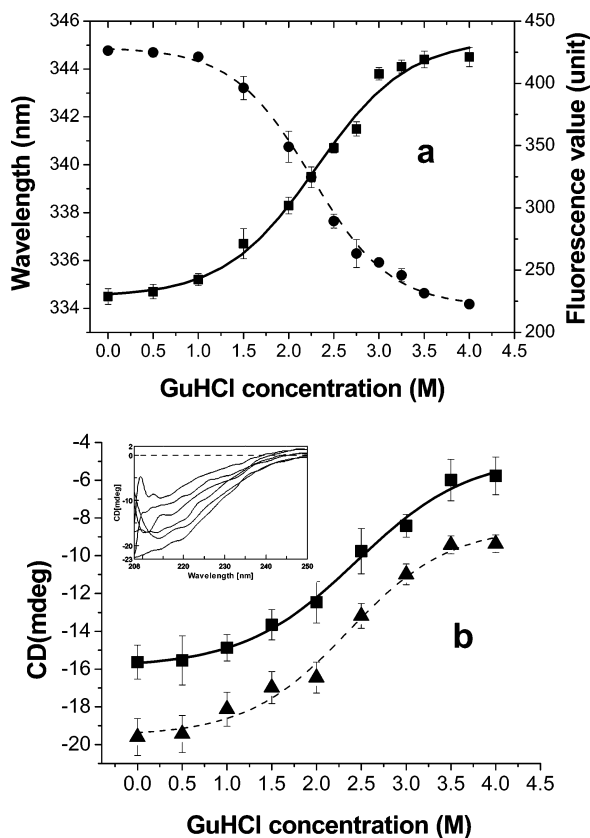 346
344
342
340
338
336
334
Wavelength (nm)
450
400
350
300
250
200
Fluorescence value (unit)
a
0.0 0.5 1.0 1.5 2.0 2.5 3.0 3.5 4.0 4.5
GuHCl concentration (M)
-4
-6
-8
-10
-12
-14
-16
-18
-20
CD(mdeg)
2
0
-10
-20
-23
CD[mdeg]
208 220 230 240 250
Wavelength [nm]
b
0.0 0.5 1.0 1.5 2.0 2.5 3.0 3.5 4.0 4.5
GuHCl concentration (M)